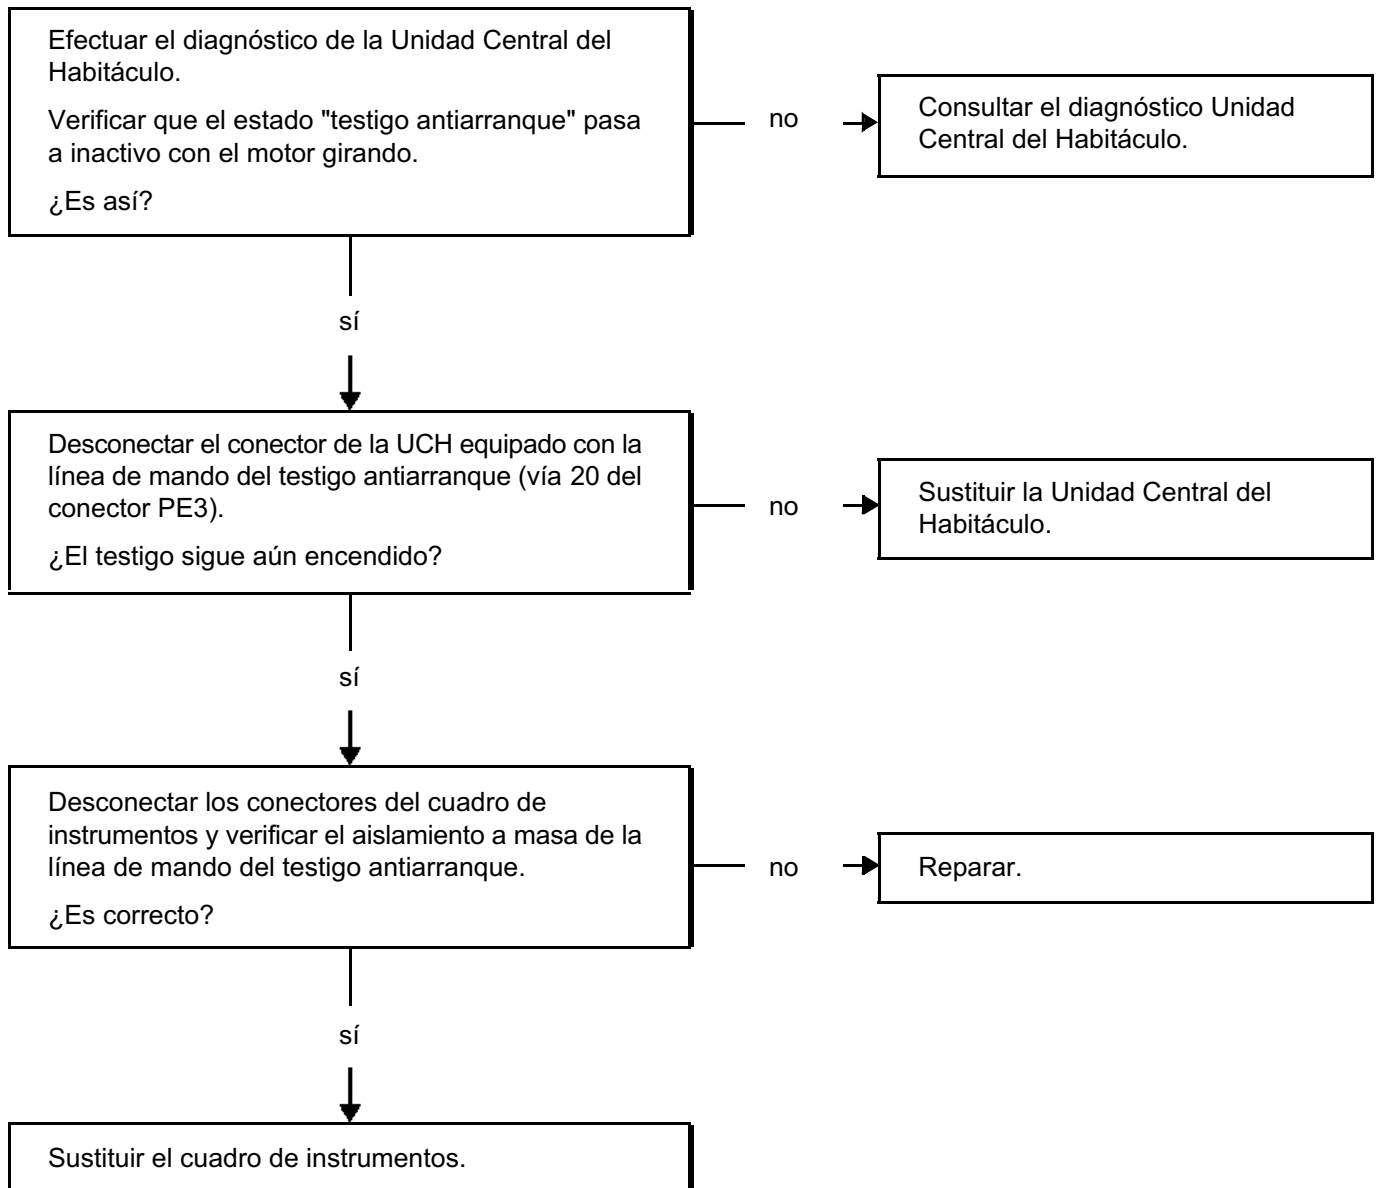 Efectuar el diagnóstico de la Unidad Central del
Habitáculo.
Verificar que el estado "testigo antiarranque" pasa
a inactivo con el motor girando.
¿Es así?
no
Consultar el diagnóstico Unidad
Central del Habitáculo.
sí
Desconectar el conector de la UCH equipado con la
línea de mando del testigo antiarranque (vía 20 del
conector PE3).
¿El testigo sigue aún encendido?
no
Sustituir la Unidad Central del
Habitáculo.
sí
Desconectar los conectores del cuadro de
instrumentos y verificar el aislamiento a masa de la
línea de mando del testigo antiarranque.
¿Es correcto?
no
Reparar.
sí
Sustituir el cuadro de instrumentos.